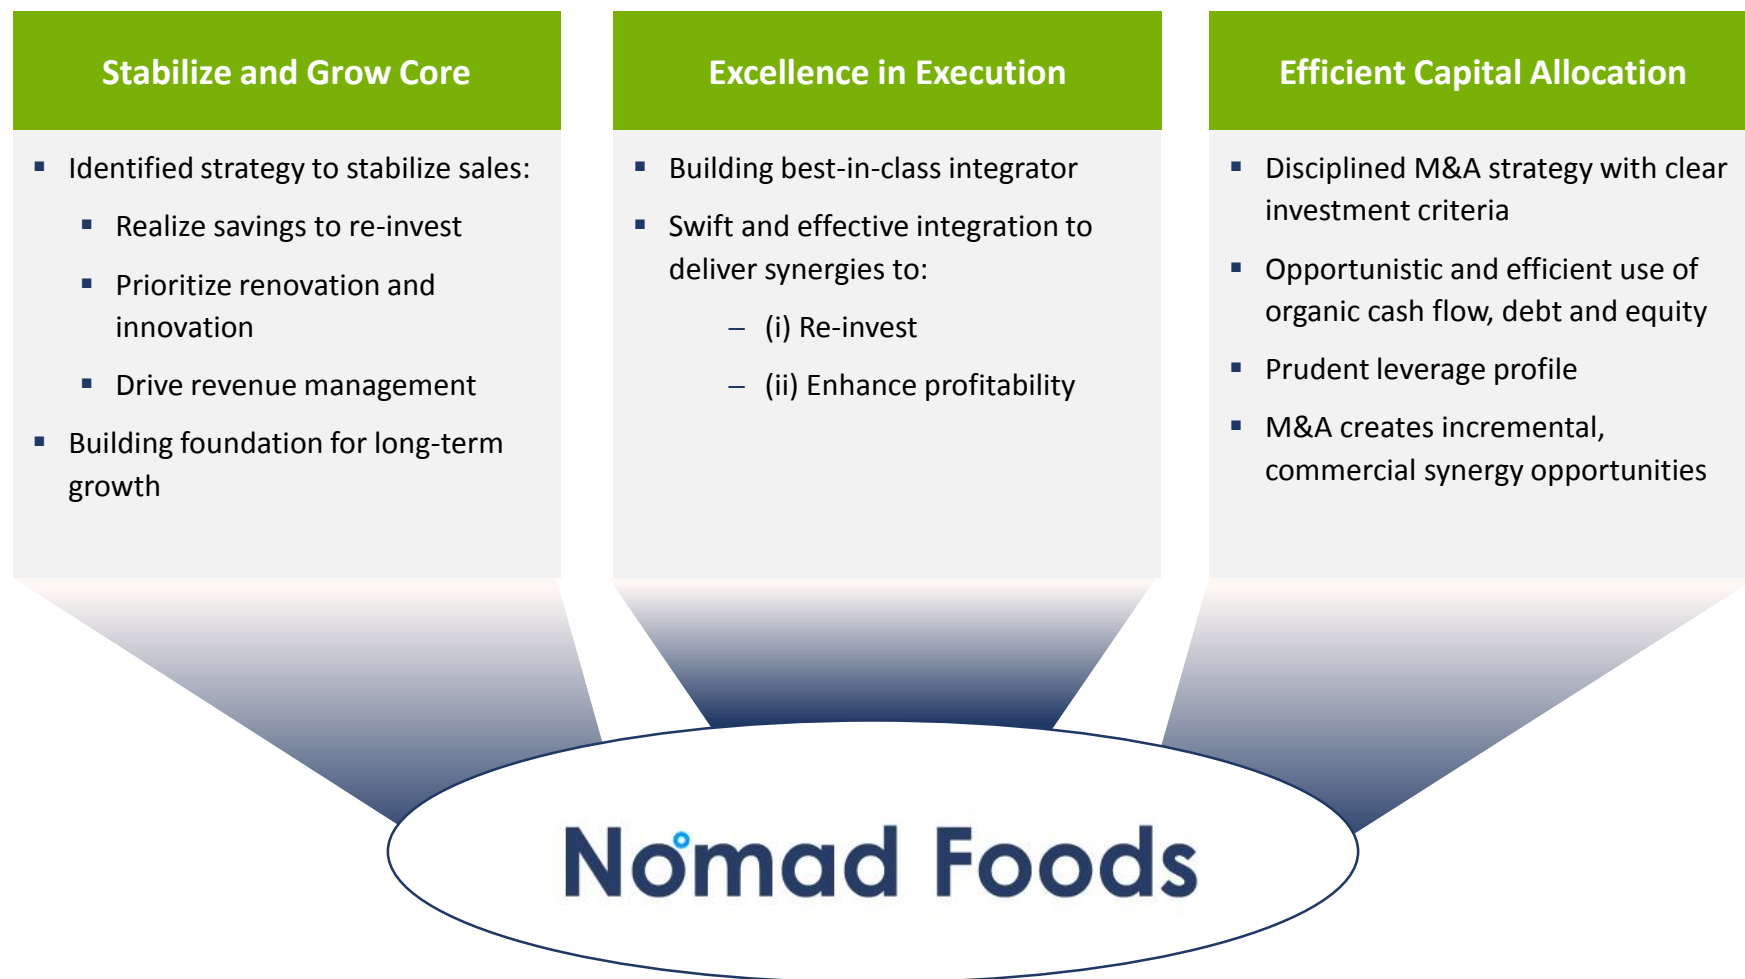 Stabilize and Grow Core
▪ Identified strategy to stabilize sales:
▪ Realize savings to re-invest
▪ Prioritize renovation and
innovation
▪ Drive revenue management
▪ Building foundation for long-term
growth
Excellence in Execution
▪ Building best-in-class integrator
▪ Swift and effective integration to
deliver synergies to:
– (i) Re-invest
– (ii) Enhance profitability
Efficient Capital Allocation
▪ Disciplined M&A strategy with clear
investment criteria
▪ Opportunistic and efficient use of
organic cash flow, debt and equity
▪ Prudent leverage profile
▪ M&A creates incremental,
commercial synergy opportunities
Nomad Foods